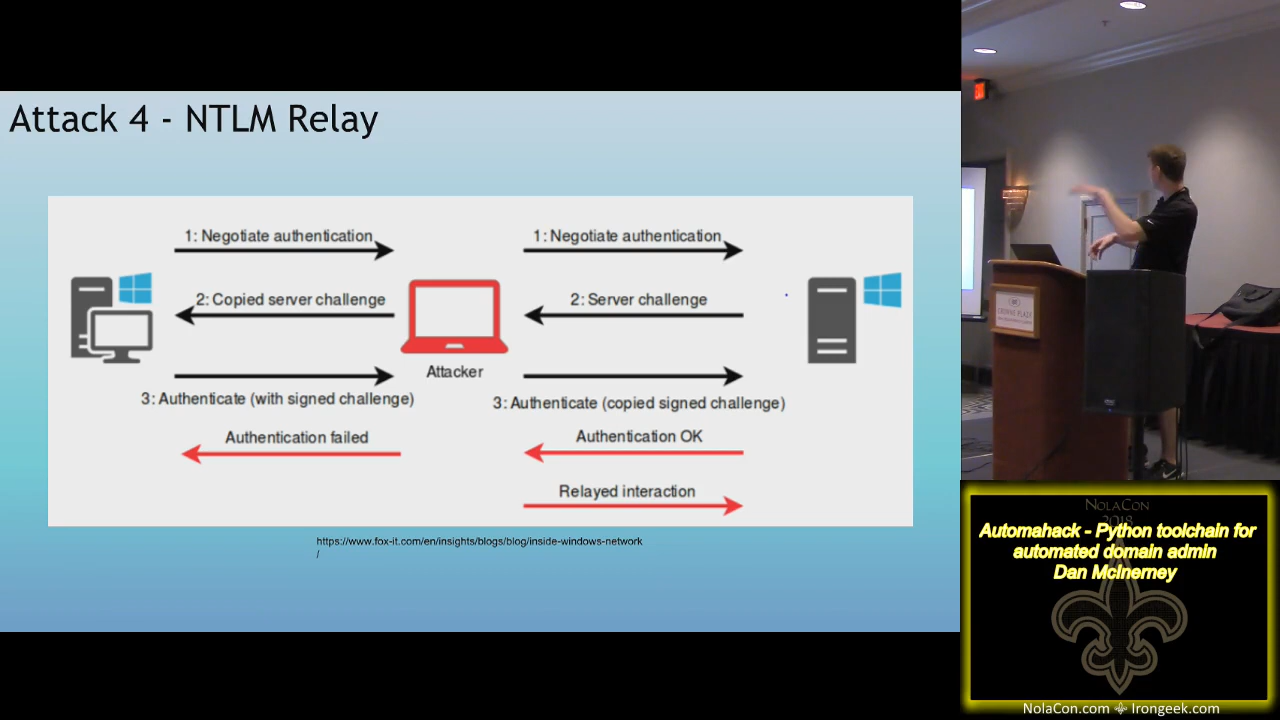 Attack 4 - NTLM Relay
1: Negotiate authentication
1: Negotiate authentication
2: Copied server challenge
2: Server challenge
Attacker
3: Authenticate (with signed challenge)
3: Authenticate (copied signed challenge)
Authentication failed
Authentication OK
Relayed interaction
https://www.fox-it.com/en/insights/blogs/blog/inside-windows-network
/
CROWNE PLAZA
NOLACON
2018
Automahack - Python toolchain for
automated domain admin
Dan McInerney
NolaCon.com Irongeek.com